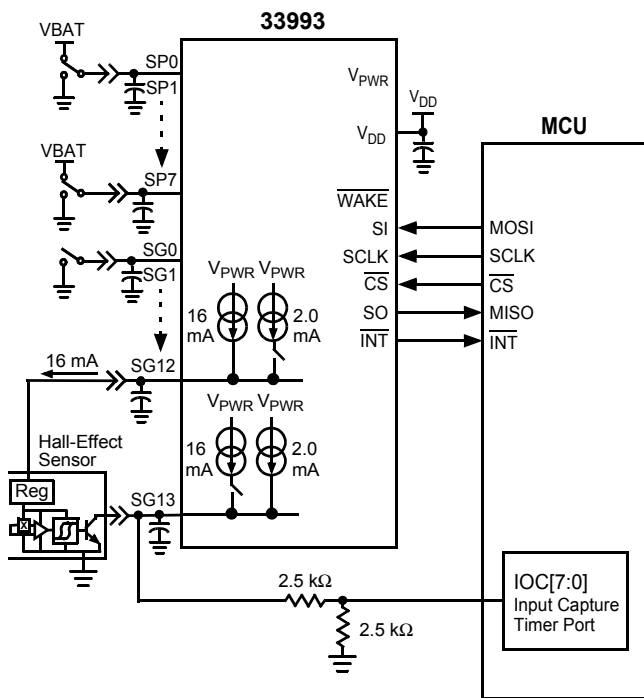 33993
VBAT
SP0
SP1
VPWR
VDD
VDD
MCU
VBAT
SP7
WAKE
SI
MOSI
SG0
SG1
SCLK
SCLK
CS
CS
VPWR VPWR
16 mA
2.0 mA
SO
MISO
INT
INT
16 mA
SG12
VPWR VPWR
16 mA
2.0 mA
Hall-Effect
Sensor
Reg
X
SG13
2.5 kΩ
2.5 kΩ
IOC[7:0]
Input Capture
Timer Port